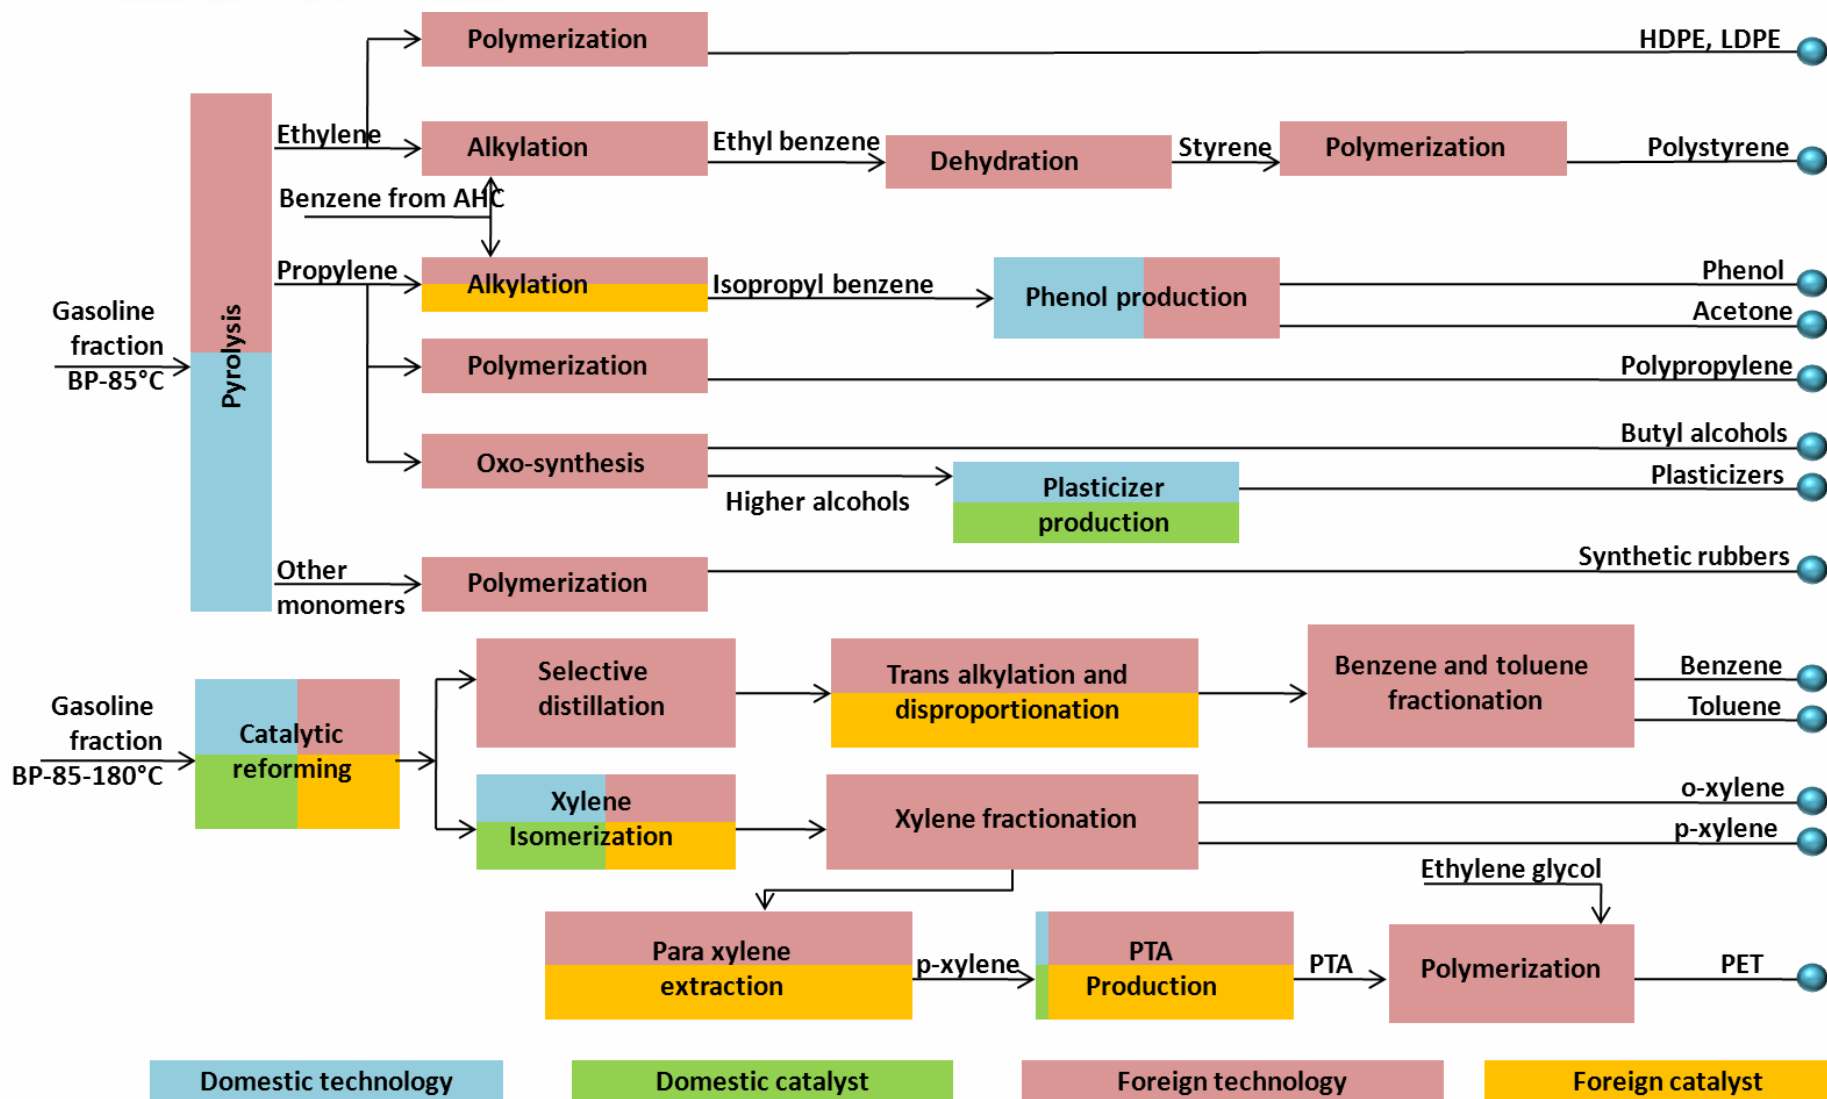 Polymerization
HDPE, LDPE
Ethylene
Alkylation
Ethyl benzene
Dehydration
Styrene
Polymerization
Polystyrene
Benzene from AHC
Propylene
Alkylation
Isopropyl benzene
Phenol production
Phenol
Acetone
Gasoline
fraction
BP-85°C
Pyrolysis
Polymerization
Polypropylene
Oxo-synthesis
Butyl alcohols
Higher alcohols
Plasticizer
production
Plasticizers
Other
monomers
Polymerization
Synthetic rubbers
Gasoline
fraction
BP-85-180°C
Catalytic
reforming
Selective
distillation
Trans alkylation and
disproportionation
Benzene and toluene
fractionation
Benzene
Toluene
Xylene
Isomerization
Xylene fractionation
o-xylene
p-xylene
Ethylene glycol
Para xylene
extraction
p-xylene
PTA
Production
PTA
Polymerization
PET
Domestic technology
Domestic catalyst
Foreign technology
Foreign catalyst